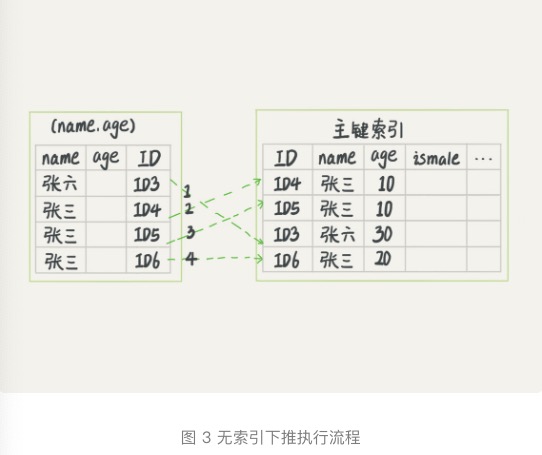 (name.age)
name age ID
张六 ID3
张三 ID4
张三 ID5
张三 ID6
1
2
3
4
主键索引
ID name age ismale ...
ID4 张三 10
ID5 张三 10
ID3 张六 30
ID6 张三 20
图 3 无索引下推执行流程